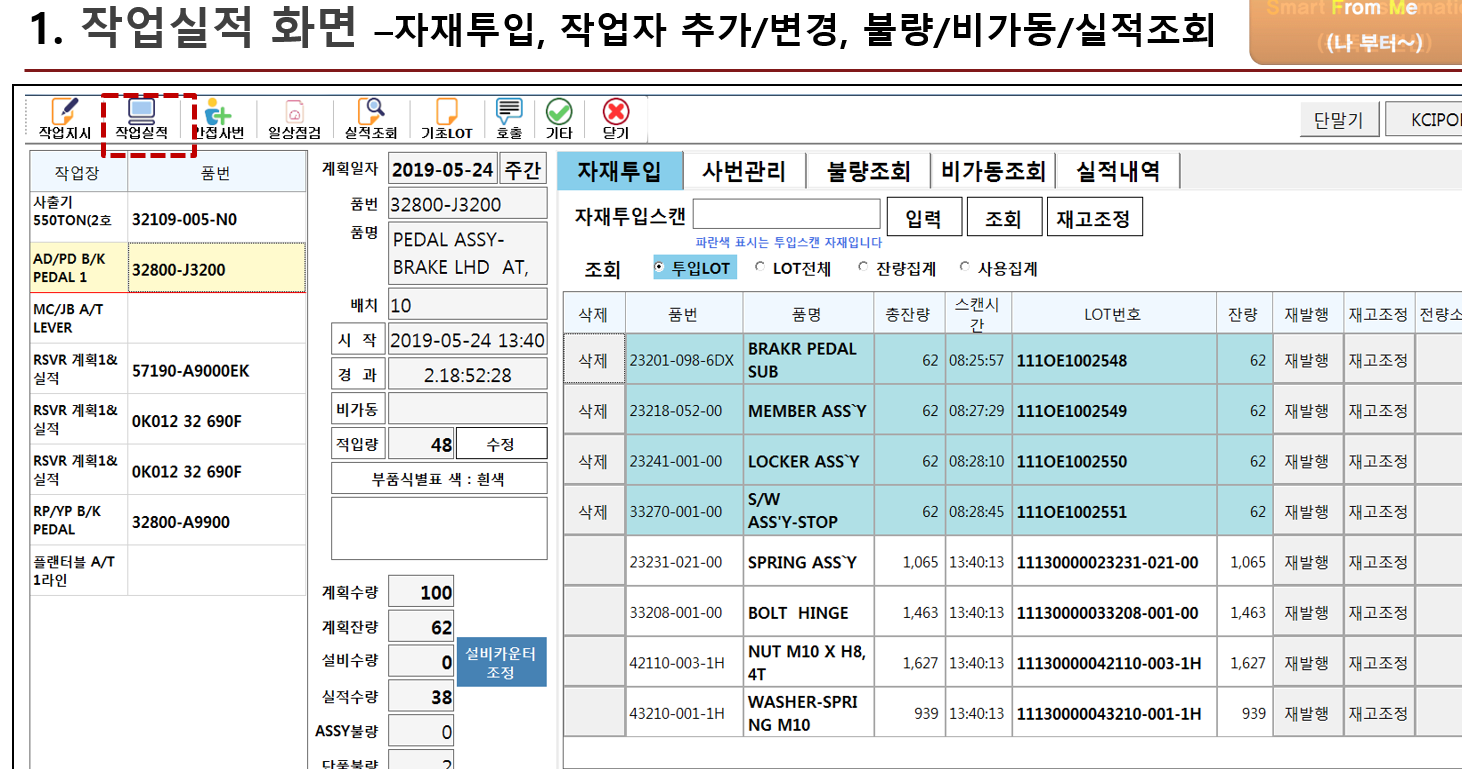 1. 작업실적 화면 –자재투입, 작업자 추가/변경, 불량/비가동/실적조회
From Me
(나 부터~)
작업지시 작업실적 간접사번 일상점검 실적조회 기초LOT 호출 기타 닫기
단말기
작업장 품번
사출기
550TON(2호
32109-005-N0
AD/PD B/K
PEDAL 1
32800-J3200
MC/JB A/T
LEVER
RSVR 계획1&
실적
57190-A9000EK
RSVR 계획1&
실적
0K012 32 690F
RSVR 계획1&
실적
0K012 32 690F
RP/YP B/K
PEDAL
32800-A9900
플랜터블 A/T
1라인
계획일자 2019-05-24 주간
품번 32800-J3200
품명 PEDAL ASSY-
BRAKE LHD AT,
배치 10
시 작 2019-05-24 13:40
경 과 2.18:52:28
비가동
적입량 48 수정
부품식별표 색 : 흰색
계획수량 100
계획잔량 62
설비수량 0
설비카운터
조정
실적수량 38
ASSY불량 0
단품불량 2
자재투입 사번관리 불량조회 비가동조회 실적내역
자재투입스캔 입력 조회 재고조정
파란색 표시는 투입스캔 자재입니다
조회 투입LOT LOT전체 잔량집계 사용집계
삭제 품번 품명 총잔량 스캔시
간 LOT번호 잔량 재발행 재고조정 전량소
삭제 23201-098-6DX BRAKR PEDAL
SUB 62 08:25:57 111OE1002548 62 재발행 재고조정
삭제 23218-052-00 MEMBER ASS`Y 62 08:27:29 111OE1002549 62 재발행 재고조정
삭제 23241-001-00 LOCKER ASS`Y 62 08:28:10 111OE1002550 62 재발행 재고조정
삭제 33270-001-00 S/W
ASS'Y-STOP 62 08:28:45 111OE1002551 62 재발행 재고조정
23231-021-00 SPRING ASS`Y 1,065 13:40:13 11130000023231-021-00 1,065 재발행 재고조정
33208-001-00 BOLT HINGE 1,463 13:40:13 11130000033208-001-00 1,463 재발행 재고조정
42110-003-1H NUT M10 X H8,
4T 1,627 13:40:13 11130000042110-003-1H 1,627 재발행 재고조정
43210-001-1H WASHER-SPRI
NG M10 939 13:40:13 11130000043210-001-1H 939 재발행 재고조정